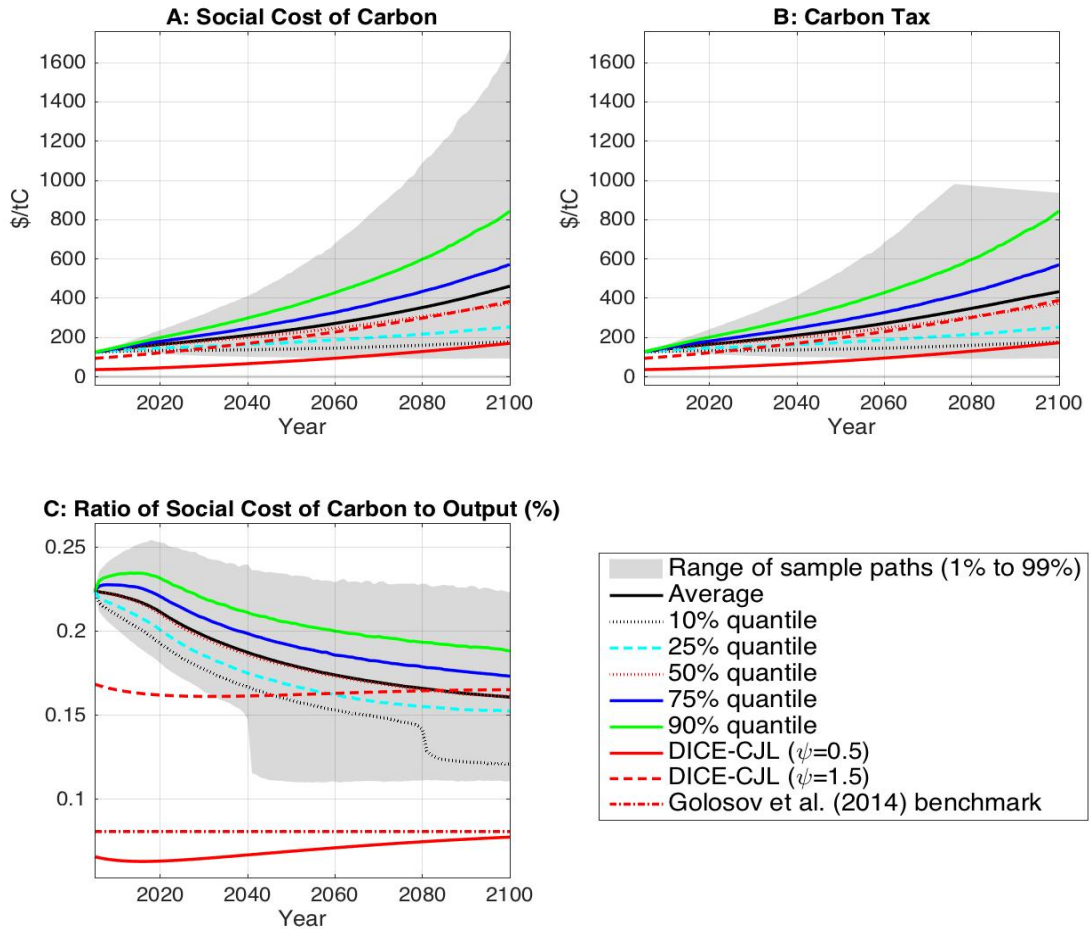 A: Social Cost of Carbon
1600
1400
1200
1000
800
600
400
200
0
$/tC
2020 2040 2060 2080 2100
Year
B: Carbon Tax
1600
1400
1200
1000
800
600
400
200
0
$/tC
2020 2040 2060 2080 2100
Year
C: Ratio of Social Cost of Carbon to Output (%)
0.25
0.2
0.15
0.1
2020 2040 2060 2080 2100
Year
Range of sample paths (1% to 99%)
Average
10% quantile
25% quantile
50% quantile
75% quantile
90% quantile
DICE-CJL (ψ=0.5)
DICE-CJL (ψ=1.5)
Golosov et al. (2014) benchmark